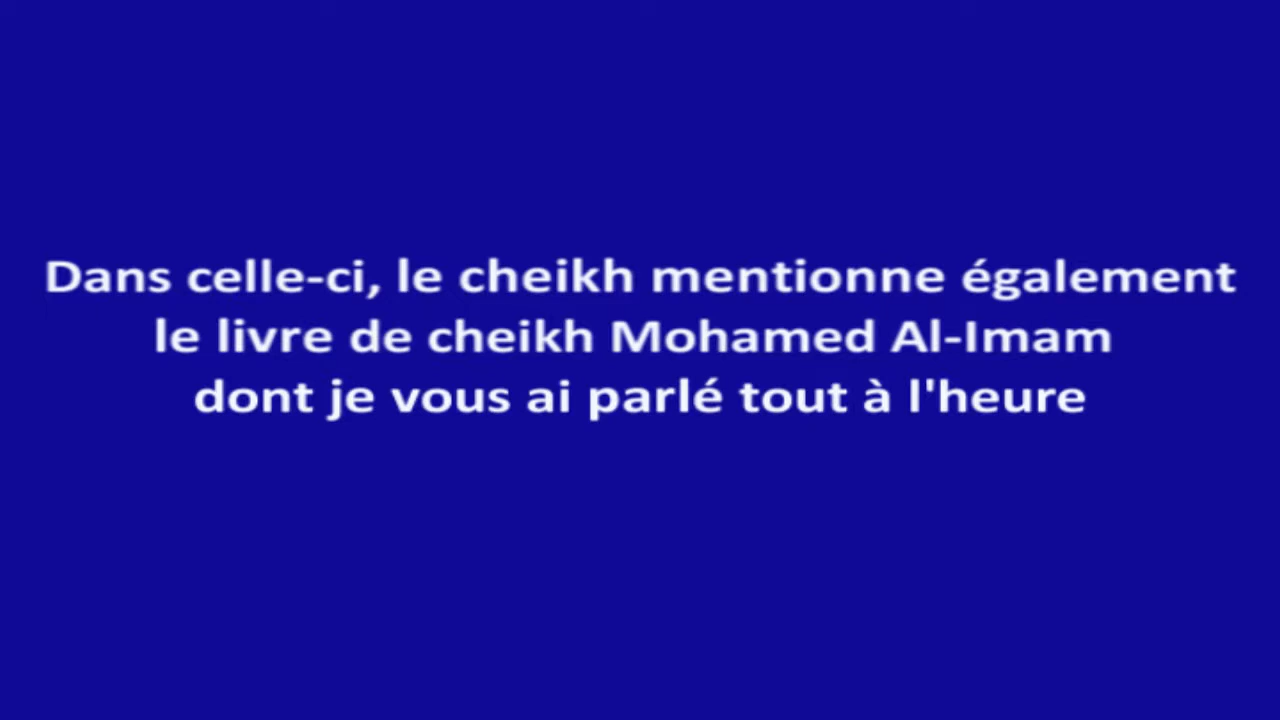 Dans celle-ci, le cheikh mentionne également
le livre de cheikh Mohamed Al-Imam
dont je vous ai parlé tout à l'heure